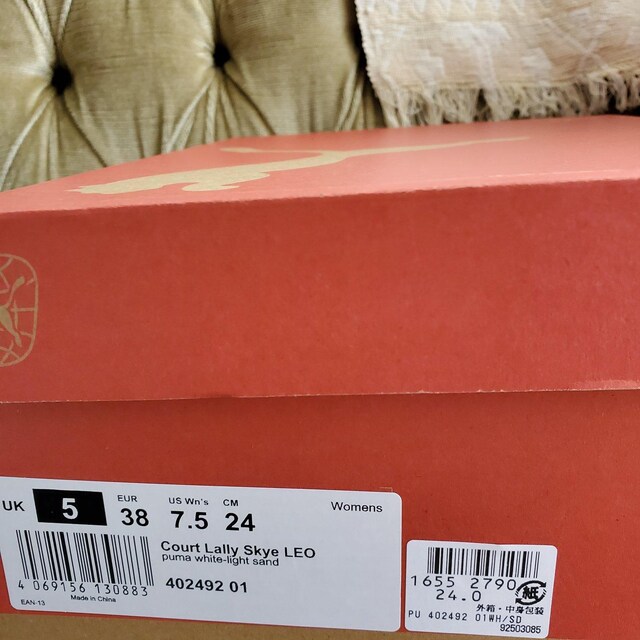 UK 5 EUR 38 US Wn's 7.5 CM 24 Womens
Court Lally Skye LEO
puma white-light sand
402492 01
4 069156 130883
EAN-13 Made in China
1655 2790
24.0 紙
外箱・中身包装
PU 402492 01WH/SD
92503085